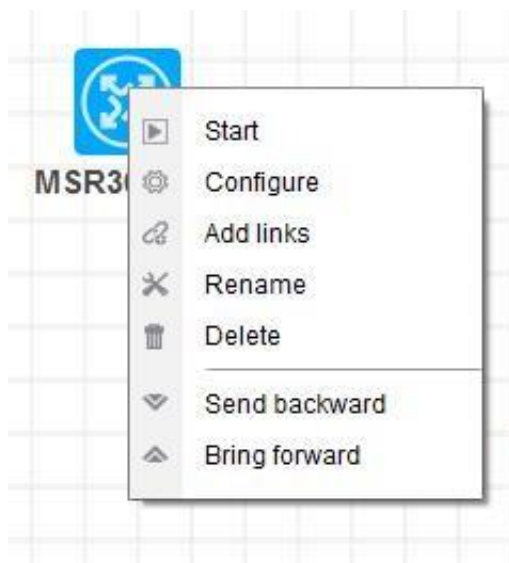 MSR3
Start
Configure
Add links
Rename
Delete
Send backward
Bring forward